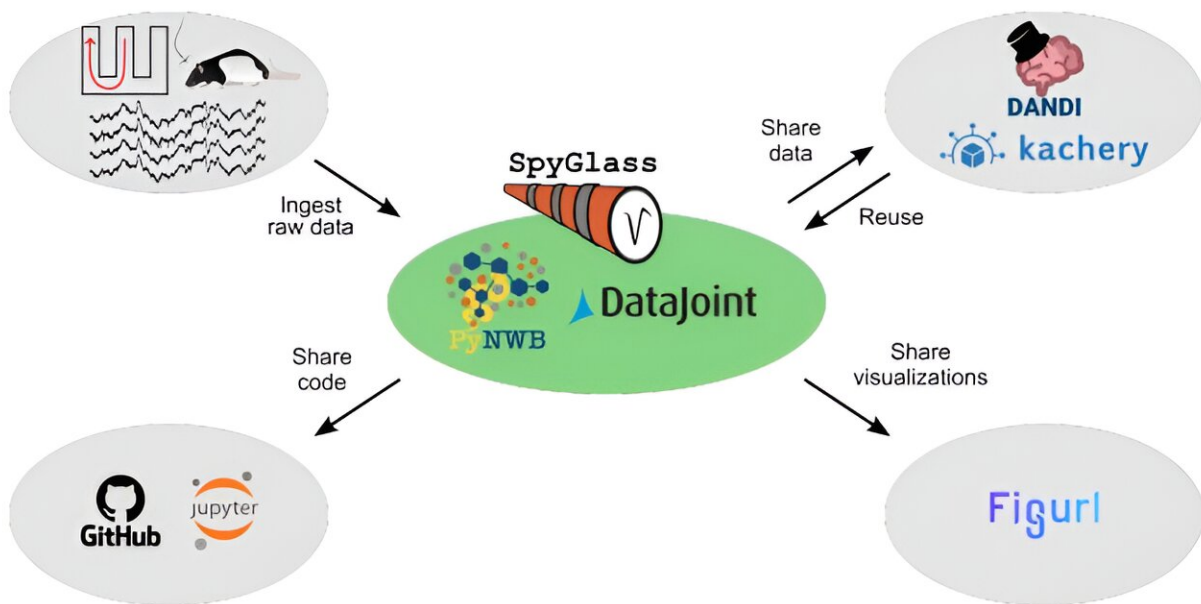 SpyGlass
Ingest
raw data
Share
data
Reuse
DANDI
kachery
PyNWB
DataJoint
Share
code
Share
visualizations
GitHub
jupyter
Figurl